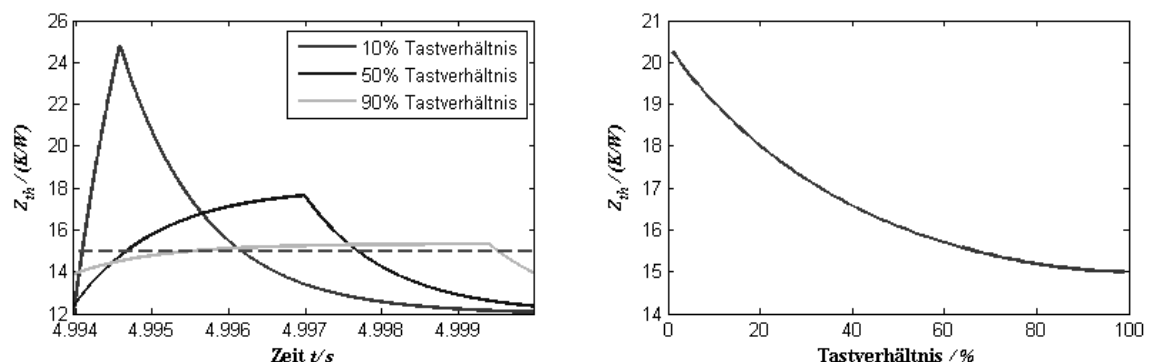 26
24
22
20
18
16
14
12
Z_th / (K/W)
10% Tastverhältnis
50% Tastverhältnis
90% Tastverhältnis
4.994 4.995 4.996 4.997 4.998 4.999
Zeit t/s
21
20
19
18
17
16
15
14
Z_th / (K/W)
0 20 40 60 80 100
Tastverhältnis / %